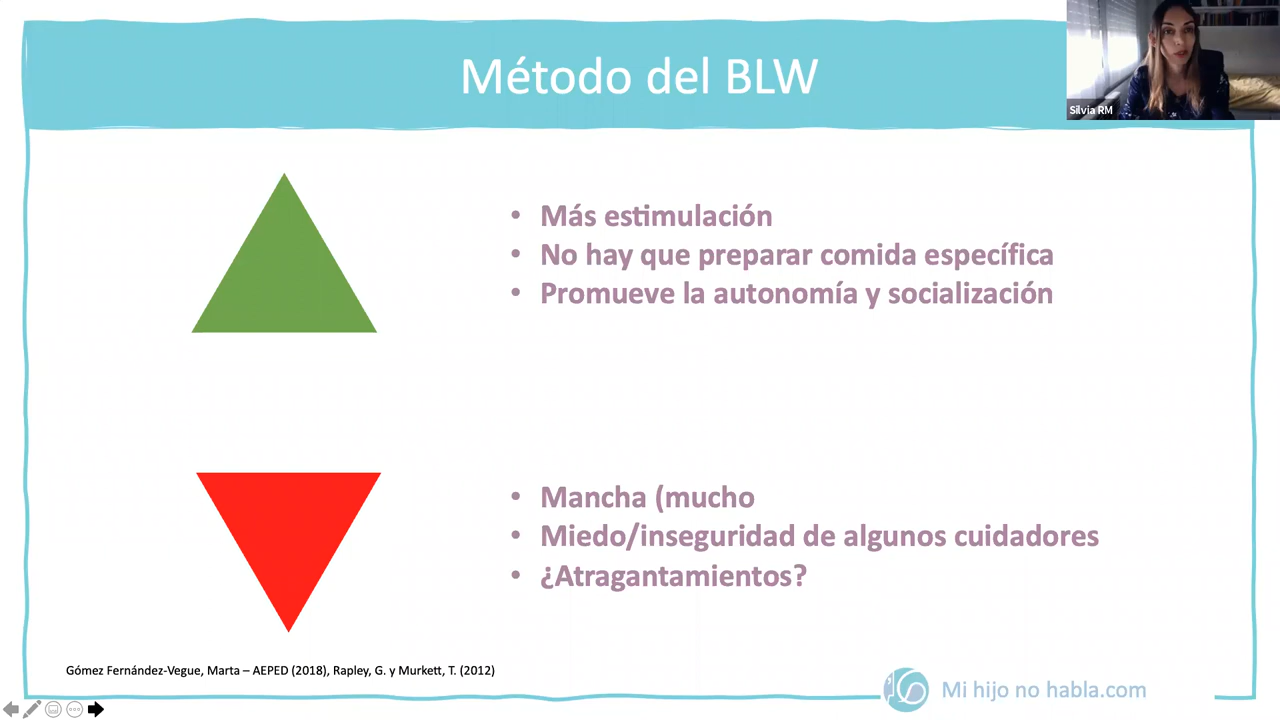 Método del BLW
Silvia RM
• Más estimulación
• No hay que preparar comida específica
• Promueve la autonomía y socialización
• Mancha (mucho
• Miedo/inseguridad de algunos cuidadores
• ¿Atragantamientos?
Gómez Fernández-Vegue, Marta – AEPED (2018), Rapley, G. y Murkett, T. (2012)
Mi hijo no habla.com